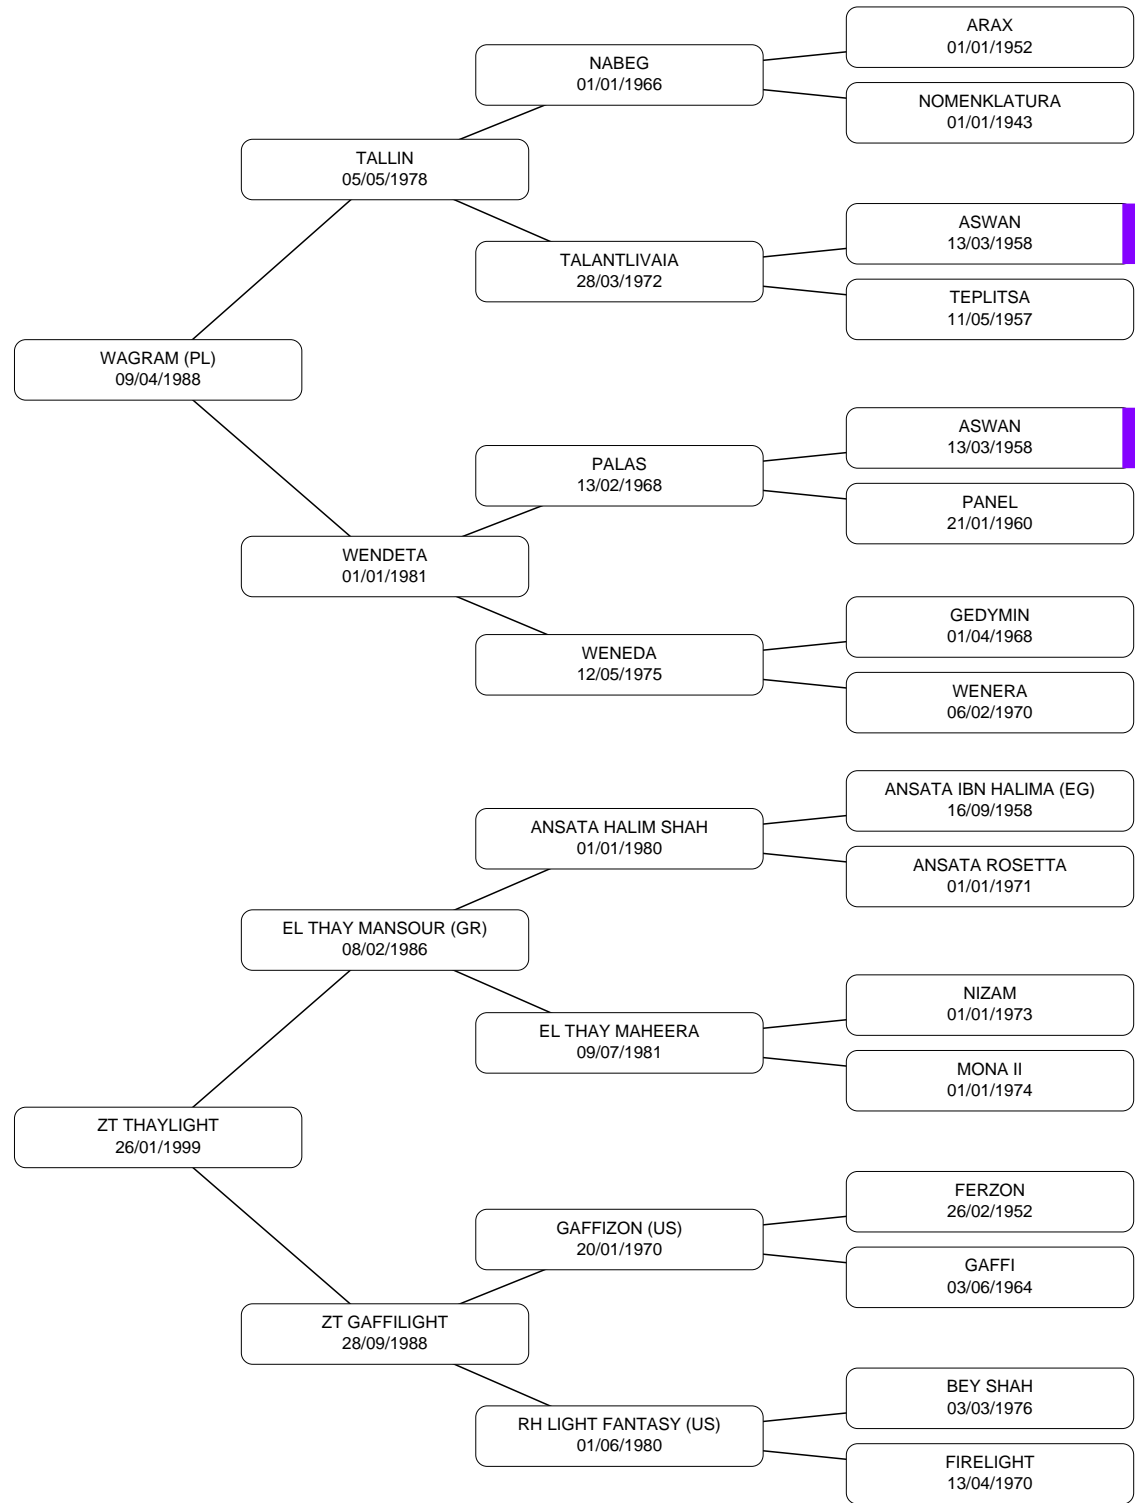 ARAX
01/01/1952
NABEG
01/01/1966
NOMENKLATURA
01/01/1943
TALLIN
05/05/1978
ASWAN
13/03/1958
TALANTLIVAIA
28/03/1972
TEPLITSA
11/05/1957
WAGRAM (PL)
09/04/1988
ASWAN
13/03/1958
PALAS
13/02/1968
PANEL
21/01/1960
WENDETA
01/01/1981
GEDYMIN
01/04/1968
WENEDA
12/05/1975
WENERA
06/02/1970
ANSATA IBN HALIMA (EG)
16/09/1958
ANSATA HALIM SHAH
01/01/1980
ANSATA ROSETTA
01/01/1971
EL THAY MANSOUR (GR)
08/02/1986
NIZAM
01/01/1973
EL THAY MAHEERA
09/07/1981
MONA II
01/01/1974
ZT THAYLIGHT
26/01/1999
FERZON
26/02/1952
GAFFIZON (US)
20/01/1970
GAFFI
03/06/1964
ZT GAFFILIGHT
28/09/1988
BEY SHAH
03/03/1976
RH LIGHT FANTASY (US)
01/06/1980
FIRELIGHT
13/04/1970